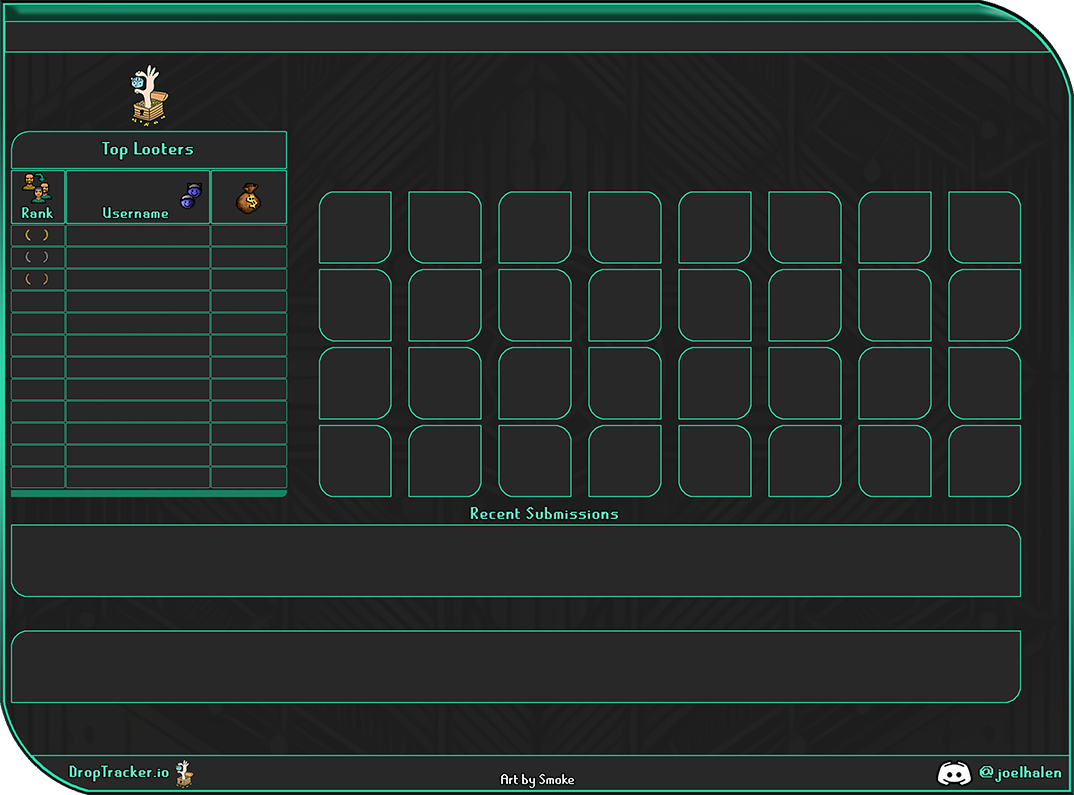 Top Looters
Rank
Username
( )
( )
( )
Recent Submissions
DropTracker.io
Art by Smoke
@joelhalen